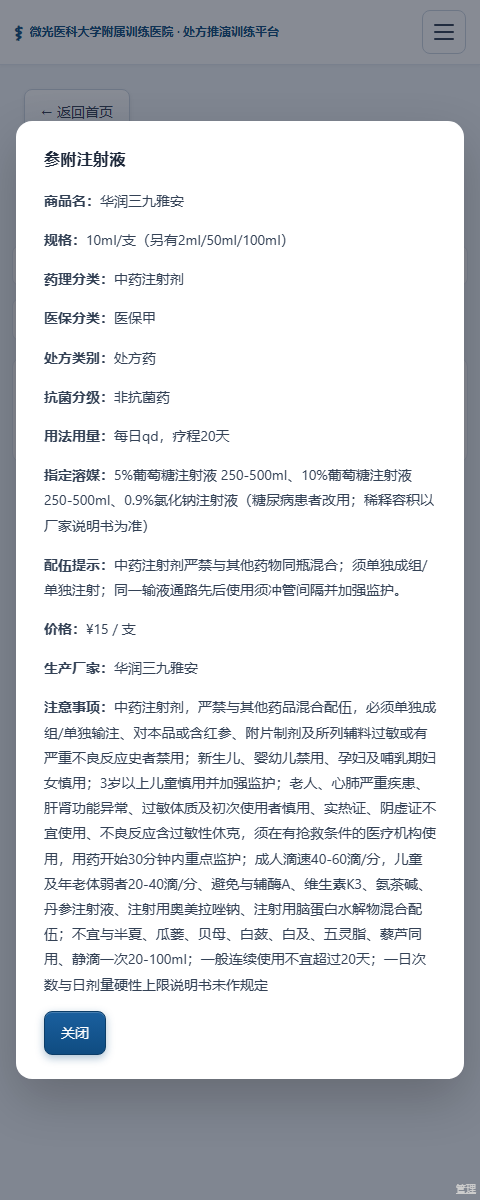 微光医科大学附属训练医院 · 处方推演训练平台
← 返回首页
参附注射液
商品名：华润三九雅安
规格：10ml/支（另有2ml/50ml/100ml）
药理分类：中药注射剂
医保分类：医保甲
处方类别：处方药
抗菌分级：非抗菌药
用法用量：每日qd，疗程20天
指定溶媒：5%葡萄糖注射液 250-500ml、10%葡萄糖注射液
250-500ml、0.9%氯化钠注射液（糖尿病患者改用；稀释容积以
厂家说明书为准）
配伍提示：中药注射剂严禁与其他药物同瓶混合；须单独成组/
单独注射；同一输液通路先后使用须冲管间隔并加强监护。
价格：¥15 / 支
生产厂家：华润三九雅安
注意事项：中药注射剂，严禁与其他药品混合配伍，必须单独成
组/单独输注、对本品或含红参、附片制剂及所列辅料过敏或有
严重不良反应史者禁用；新生儿、婴幼儿禁用、孕妇及哺乳期妇
女慎用；3岁以上儿童慎用并加强监护；老人、心肺严重疾患、
肝肾功能异常、过敏体质及初次使用者慎用、实热证、阴虚证不
宜使用、不良反应含过敏性休克，须在有抢救条件的医疗机构使
用，用药开始30分钟内重点监护；成人滴速40-60滴/分，儿童
及年老体弱者20-40滴/分、避免与辅酶A、维生素K3、氨茶碱、
丹参注射液、注射用奥美拉唑钠、注射用脑蛋白水解物混合配
伍；不宜与半夏、瓜蒌、贝母、白蔹、白及、五灵脂、藜芦同
用、静滴一次20-100ml；一般连续使用不宜超过20天；一日次
数与日剂量硬性上限说明书未作规定
关闭
管理